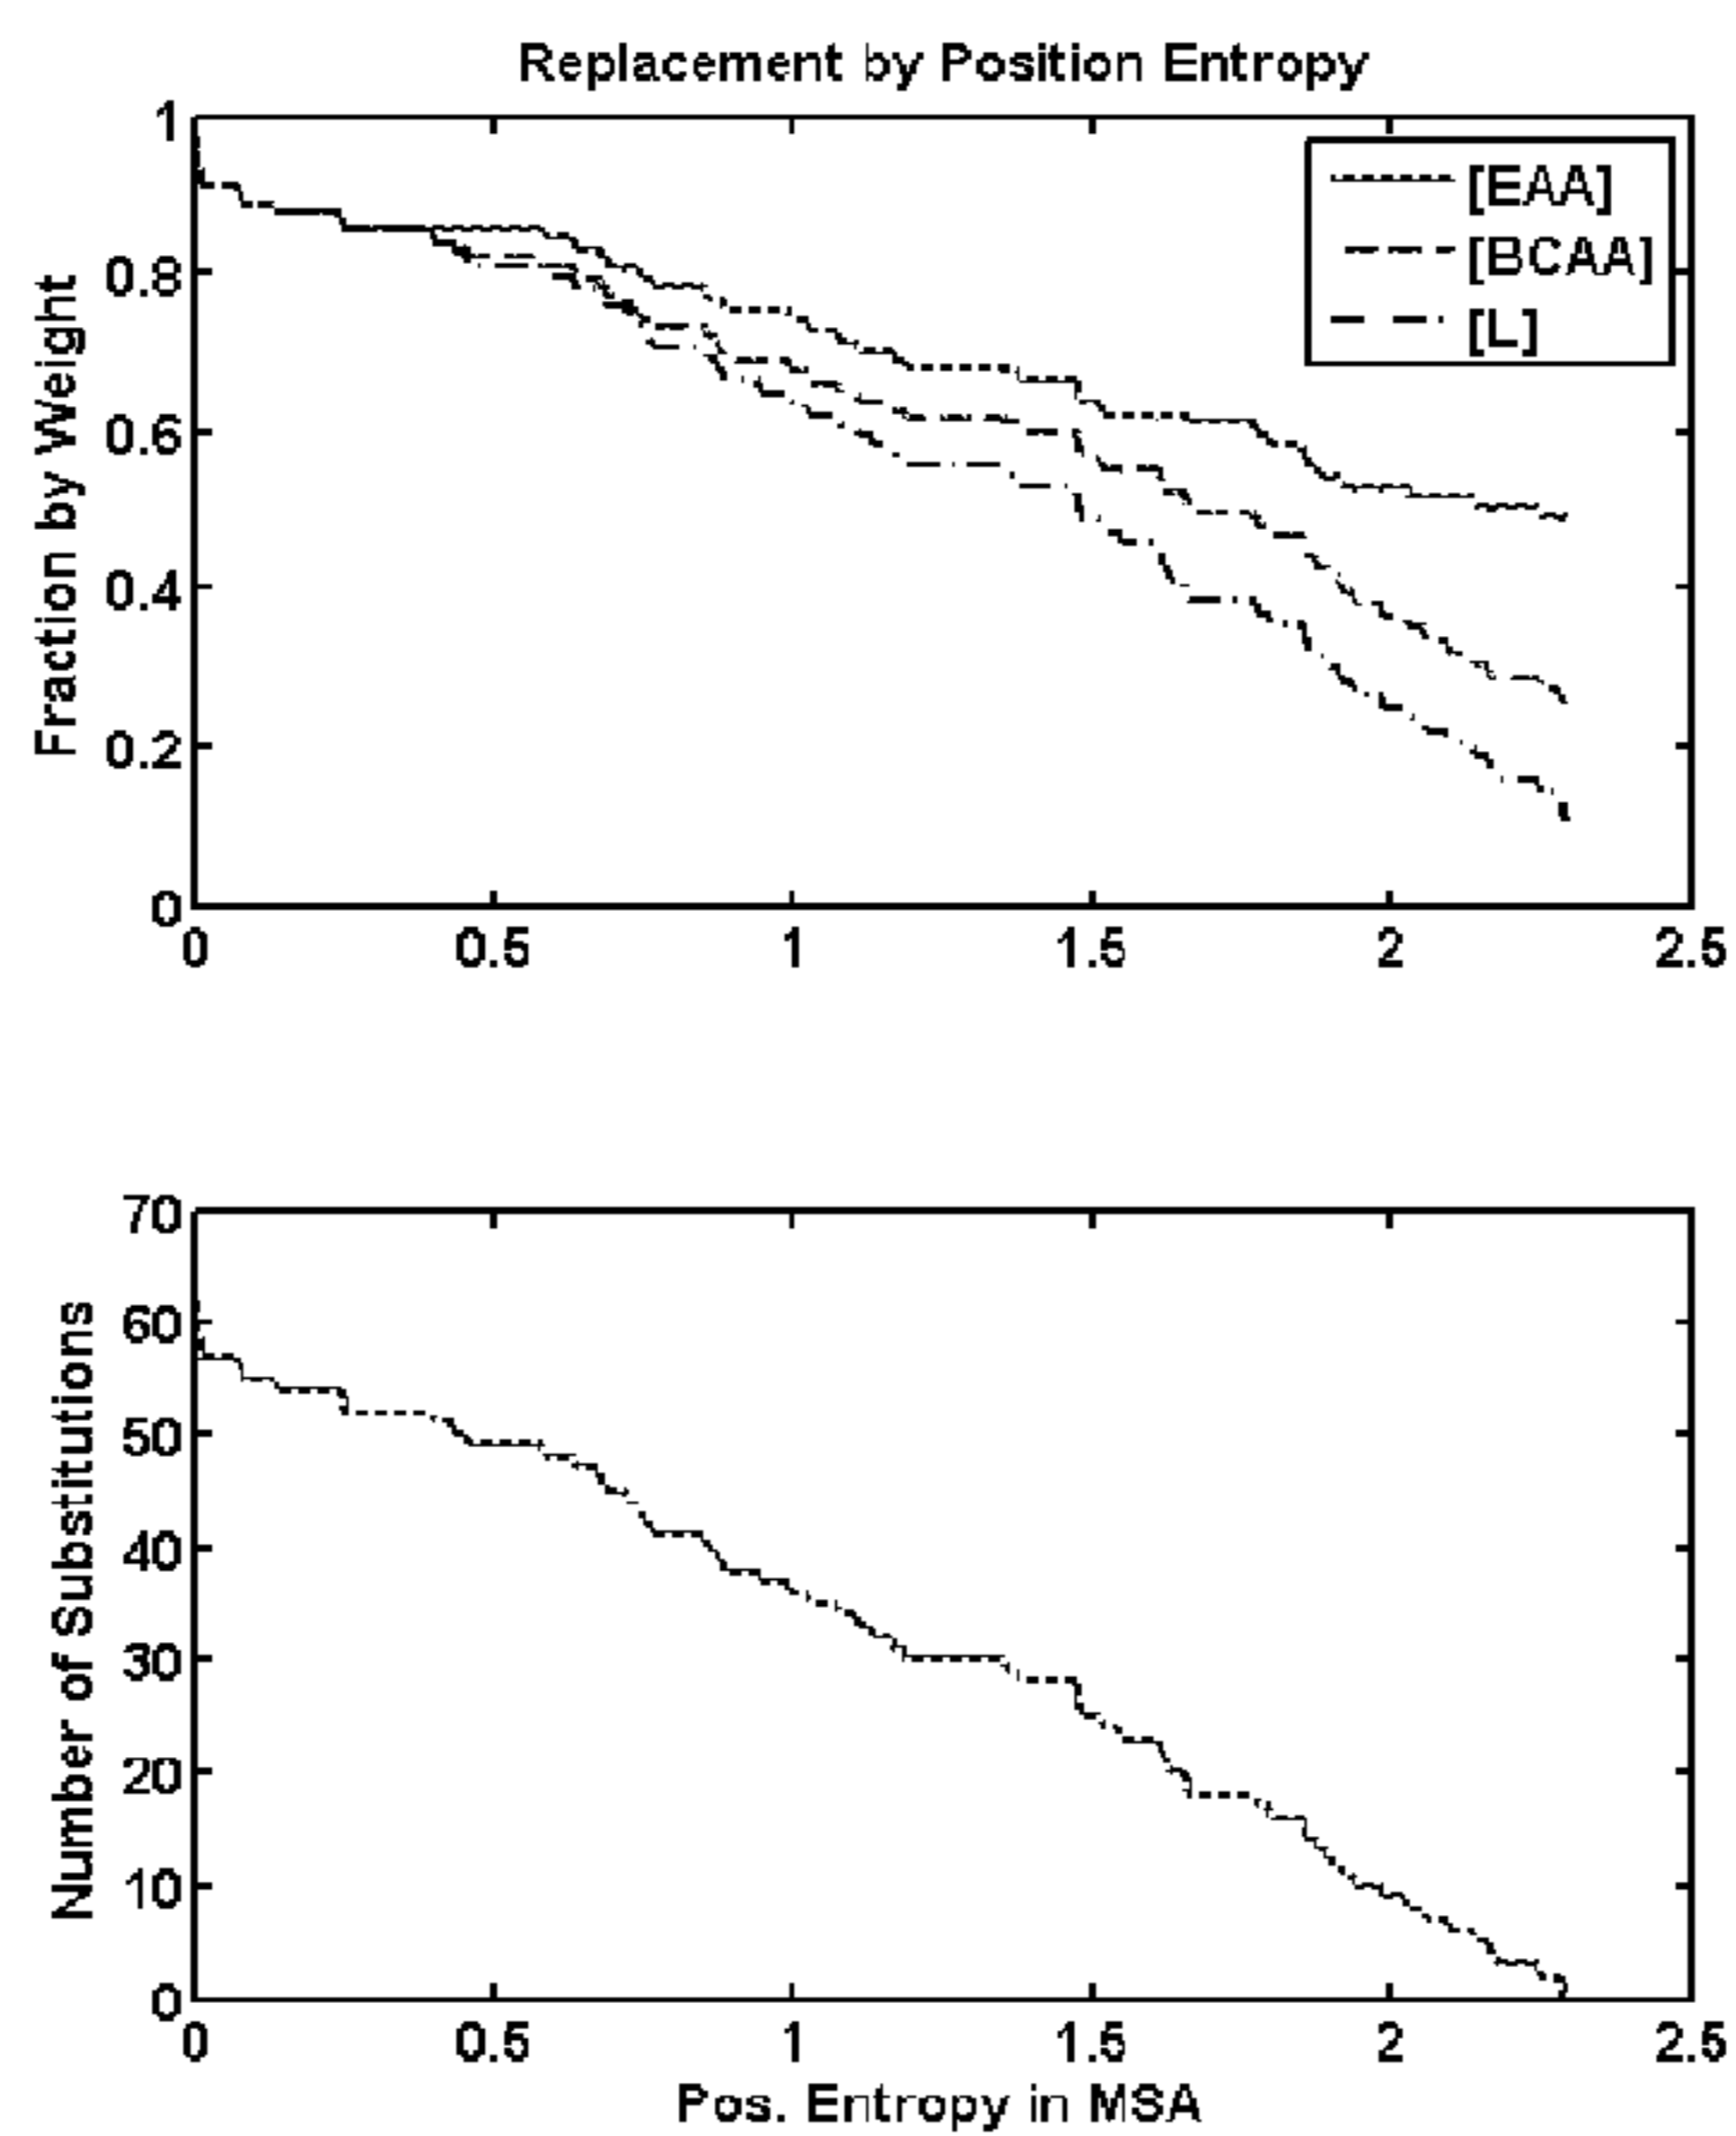 Replacement by Position Entropy
Fraction by Weight
1
0.8
0.6
0.4
0.2
0
[EAA]
[BCAA]
[L]
0 0.5 1 1.5 2 2.5
Number of Substitutions
70
60
50
40
30
20
10
0
0 0.5 1 1.5 2 2.5
Pos. Entropy in MSA